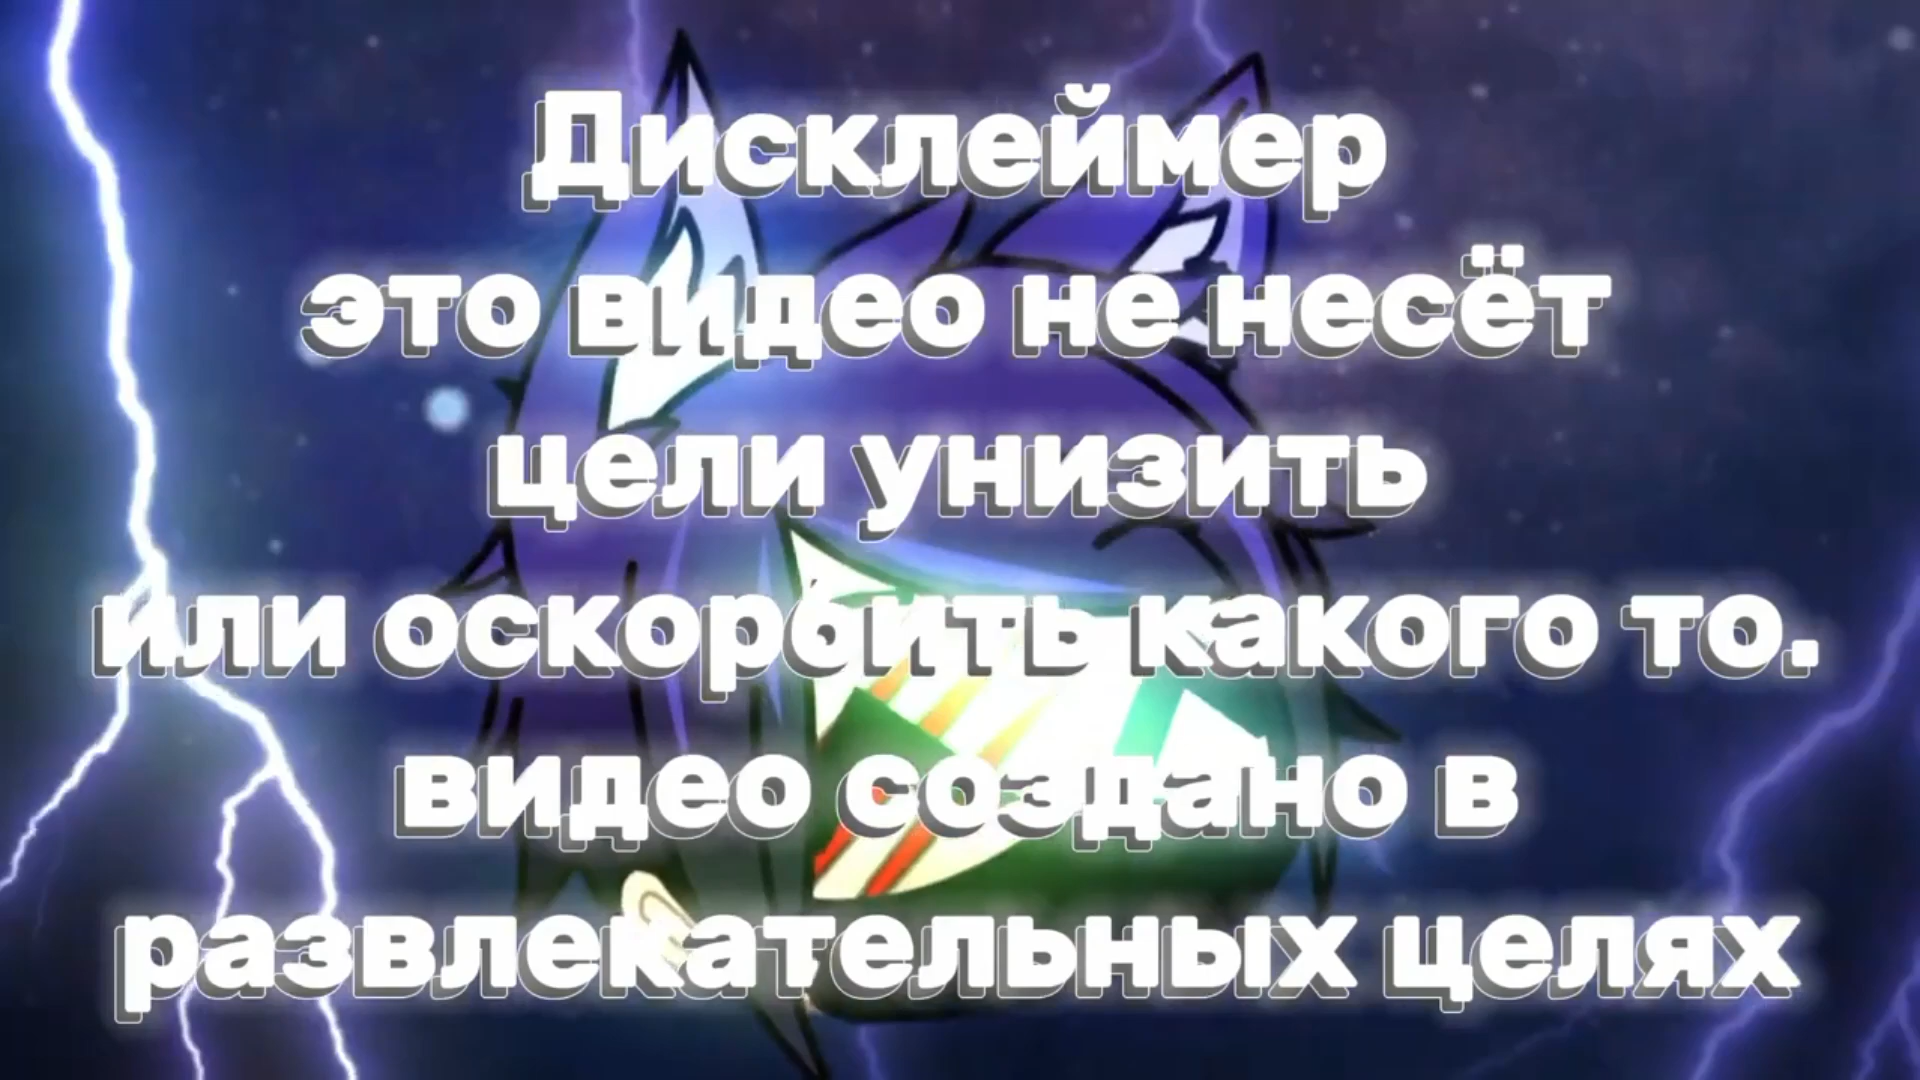 Дисклеймер
это видео не несёт
цели унизить
или оскорбить какого то.
видео создано в
развлекательных целях